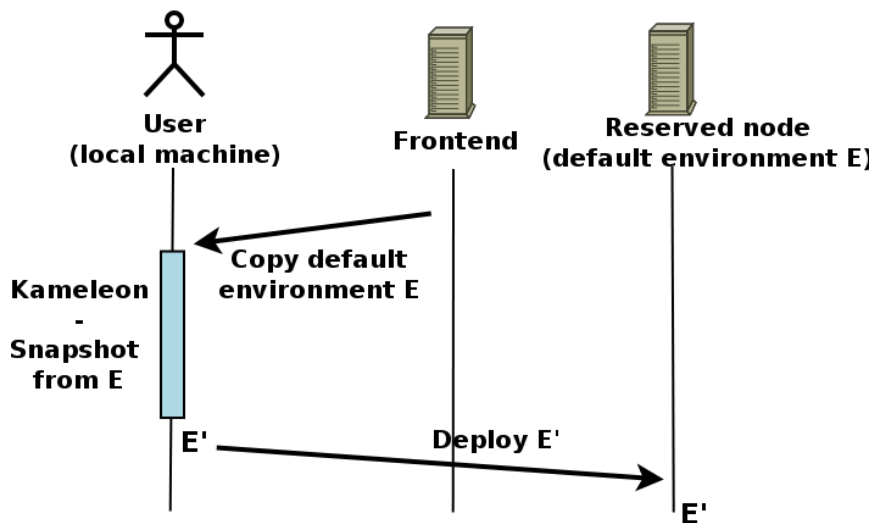 User
(local machine)
Frontend
Reserved node
(default environment E)
Copy default
environment E
Kameleon
-
Snapshot
from E
E'
Deploy E'
E'